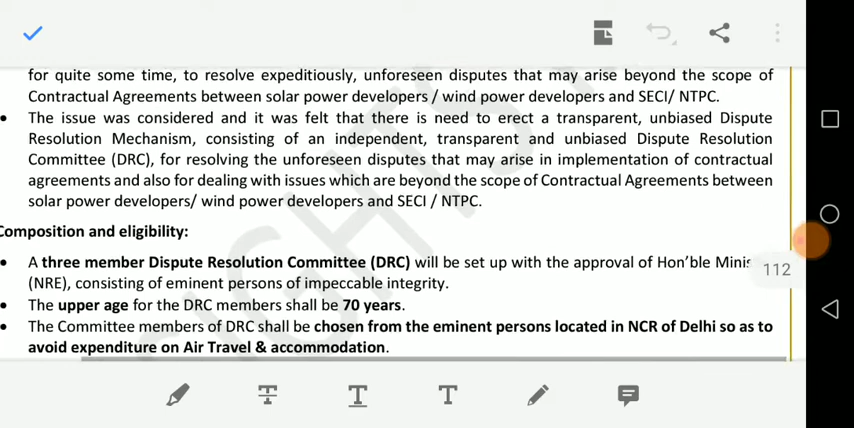 for quite some time, to resolve expeditiously, unforeseen disputes that may arise beyond the scope of
Contractual Agreements between solar power developers / wind power developers and SECI/ NTPC.
• The issue was considered and it was felt that there is need to erect a transparent, unbiased Dispute
Resolution Mechanism, consisting of an independent, transparent and unbiased Dispute Resolution
Committee (DRC), for resolving the unforeseen disputes that may arise in implementation of contractual
agreements and also for dealing with issues which are beyond the scope of Contractual Agreements between
solar power developers/ wind power developers and SECI / NTPC.
Composition and eligibility:
• A three member Dispute Resolution Committee (DRC) will be set up with the approval of Hon'ble Minis
(NRE), consisting of eminent persons of impeccable integrity.
112
• The upper age for the DRC members shall be 70 years.
• The Committee members of DRC shall be chosen from the eminent persons located in NCR of Delhi so as to
avoid expenditure on Air Travel & accommodation.
T T T